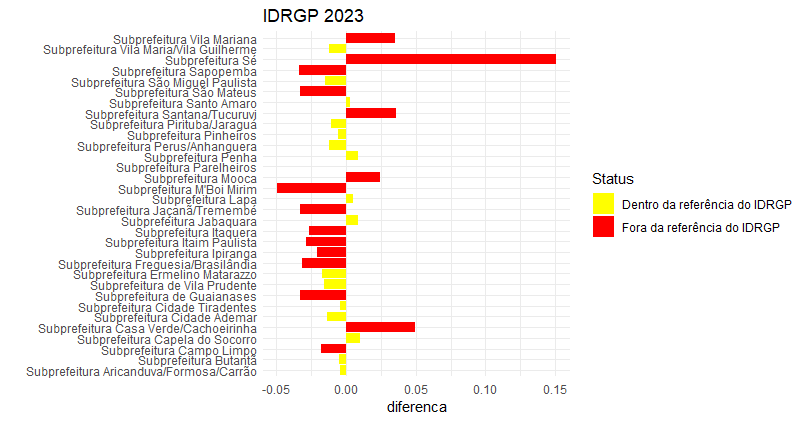 IDRGP 2023
Subprefeitura Vila Mariana
Subprefeitura Vila Maria/Vila Guilherme
Subprefeitura Sé
Subprefeitura Sapopemba
Subprefeitura São Miguel Paulista
Subprefeitura São Mateus
Subprefeitura Santo Amaro
Subprefeitura Santana/Tucuruvi
Subprefeitura Pirituba/Jaraguá
Subprefeitura Pinheiros
Subprefeitura Perus/Anhanguera
Subprefeitura Penha
Subprefeitura Parelheiros
Subprefeitura Mooca
Subprefeitura M'Boi Mirim
Subprefeitura Lapa
Subprefeitura Jaçanã/Tremembé
Subprefeitura Jabaquara
Subprefeitura Itaquera
Subprefeitura Itaim Paulista
Subprefeitura Ipiranga
Subprefeitura Freguesia/Brasilândia
Subprefeitura Ermelino Matarazzo
Subprefeitura de Vila Prudente
Subprefeitura de Guaianases
Subprefeitura Cidade Tiradentes
Subprefeitura Cidade Ademar
Subprefeitura Casa Verde/Cachoeirinha
Subprefeitura Capela do Socorro
Subprefeitura Campo Limpo
Subprefeitura Butantã
Subprefeitura Aricanduva/Formosa/Carrão
-0.05 0.00 0.05 0.10 0.15
diferenca
Status
Dentro da referência do IDRGP
Fora da referência do IDRGP